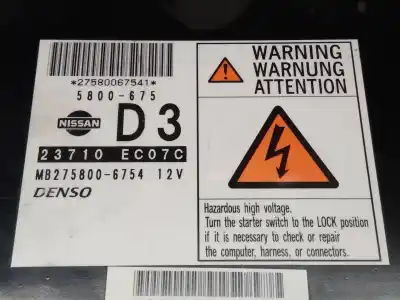 *27580067541*
5800-675
NISSAN D3
23710 EC07C
MB275800-6754 12V
DENSO
WARNING
WARNUNG
ATTENTION
Hazardous high voltage.
Turn the starter switch to the LOCK position
if it is necessary to check or repair
the computer, harness, or connectors.